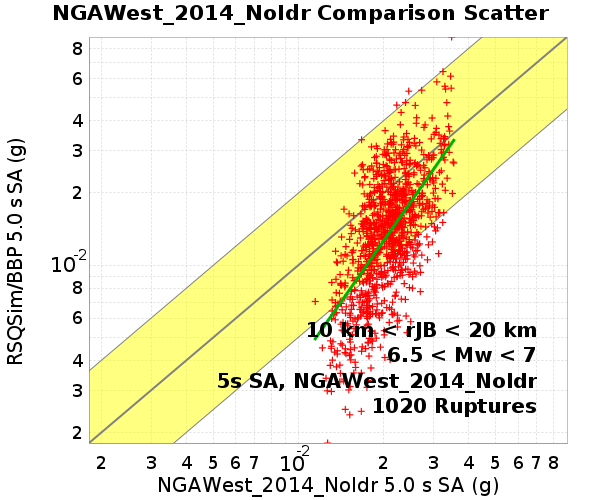 NGAWest_2014_NoIdr Comparison Scatter
RSQSim/BBP 5.0 s SA (g)
8
6
4
3
2
10^-2
8
6
4
3
2
10 km < rJB < 20 km
6.5 < Mw < 7
5s SA, NGAWest_2014_NoIdr
1020 Ruptures
2 3 4 5 6 7 10^-2 2 3 4 5 6 7 8
NGAWest_2014_NoIdr 5.0 s SA (g)